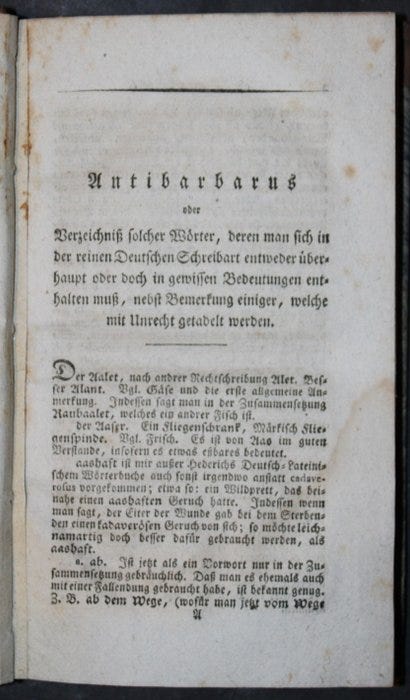 Antibarbarus
oder
Verzeichniß solcher Wörter, deren man sich in
der reinen Deutschen Schreibart entweder über-
haupt oder doch in gewissen Bedeutungen ent-
halten muß, nebst Bemerkung einiger, welche
mit Unrecht getadelt werden.
Der Aalet, nach andrer Rechtschreibung Alet. Bes-
ser Alant. Vgl. Gäse und die erste allgemeine An-
merkung. Indessen sagt man in der Zusammensetzung
Raubaalet, welches ein andrer Fisch ist.
der Aasπr. Ein Fliegenschrank, Märkisch Flie-
genspinde. Vgl. Frisch. Es ist von Aas im guten
Verstande, insofern es etwas eßbares bedeutet.
aashaft ist mir außer Hederichs Deutsch-Lateini-
schem Wörterbuche auch sonst irgendwo anstatt cadave-
rosus vorgekommen; etwa so: ein Wildprett, das bei-
nahe einen aashaften Geruch hatte. Indessen wenn
man sagt, der Eiter der Wunde gab bei dem Sterben-
den einen kadaverösen Geruch von sich; so möchte leich-
namartig doch besser dafür gebraucht werden, als
aashaft.
a. ab. Ist jetzt als ein Vorwort nur in der Zu-
sammensetzung gebräuchlich. Daß man es ehemals auch
mit einer Fallendung gebraucht habe, ist bekannt genug.
Z. B. ab dem Wege, (wofür man jetzt vom Wege
A